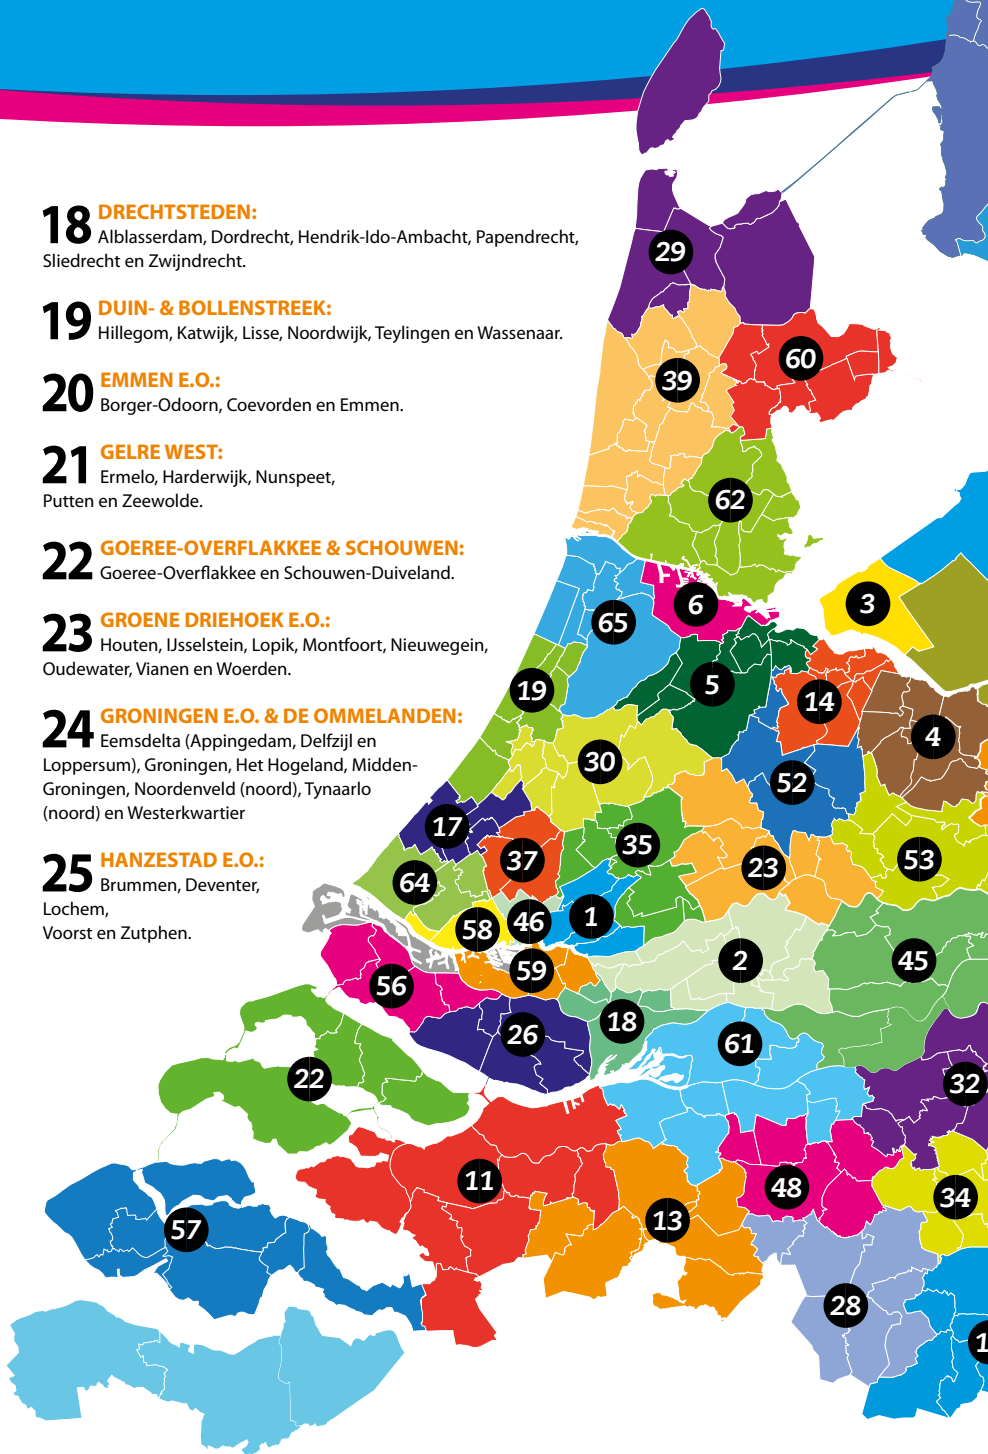 18 DRECHTSTEDEN:
Alblasserdam, Dordrecht, Hendrik-Ido-Ambacht, Papendrecht,
Sliedrecht en Zwijndrecht.
19 DUIN- & BOLLENSTREEK:
Hillegom, Katwijk, Lisse, Noordwijk, Teylingen en Wassenaar.
20 EMMEN E.O.:
Borger-Odoorn, Coevorden en Emmen.
21 GELRE WEST:
Ermelo, Harderwijk, Nunspeet,
Putten en Zeewolde.
22 GOEREE-OVERFLAKKEE & SCHOUWEN:
Goeree-Overflakkee en Schouwen-Duiveland.
23 GROENE DRIEHOEK E.O.:
Houten, IJsselstein, Lopik, Montfoort, Nieuwegein,
Oudewater, Vianen en Woerden.
24 GRONINGEN E.O. & DE OMMELANDEN:
Eemsdelta (Appingedam, Delfzijl en
Loppersum), Groningen, Het Hogeland, Midden-
Groningen, Noordenveld (noord), Tynaarlo
(noord) en Westerkwartier
25 HANZESTAD E.O.:
Brummen, Deventer,
Lochem,
Voorst en Zutphen.
29
60
39
62
3
6
65
5
19
14
4
30
52
17
35
37
53
23
64
1
46
58
2
45
59
56
18
26
61
22
32
11
48
34
13
57
28
1